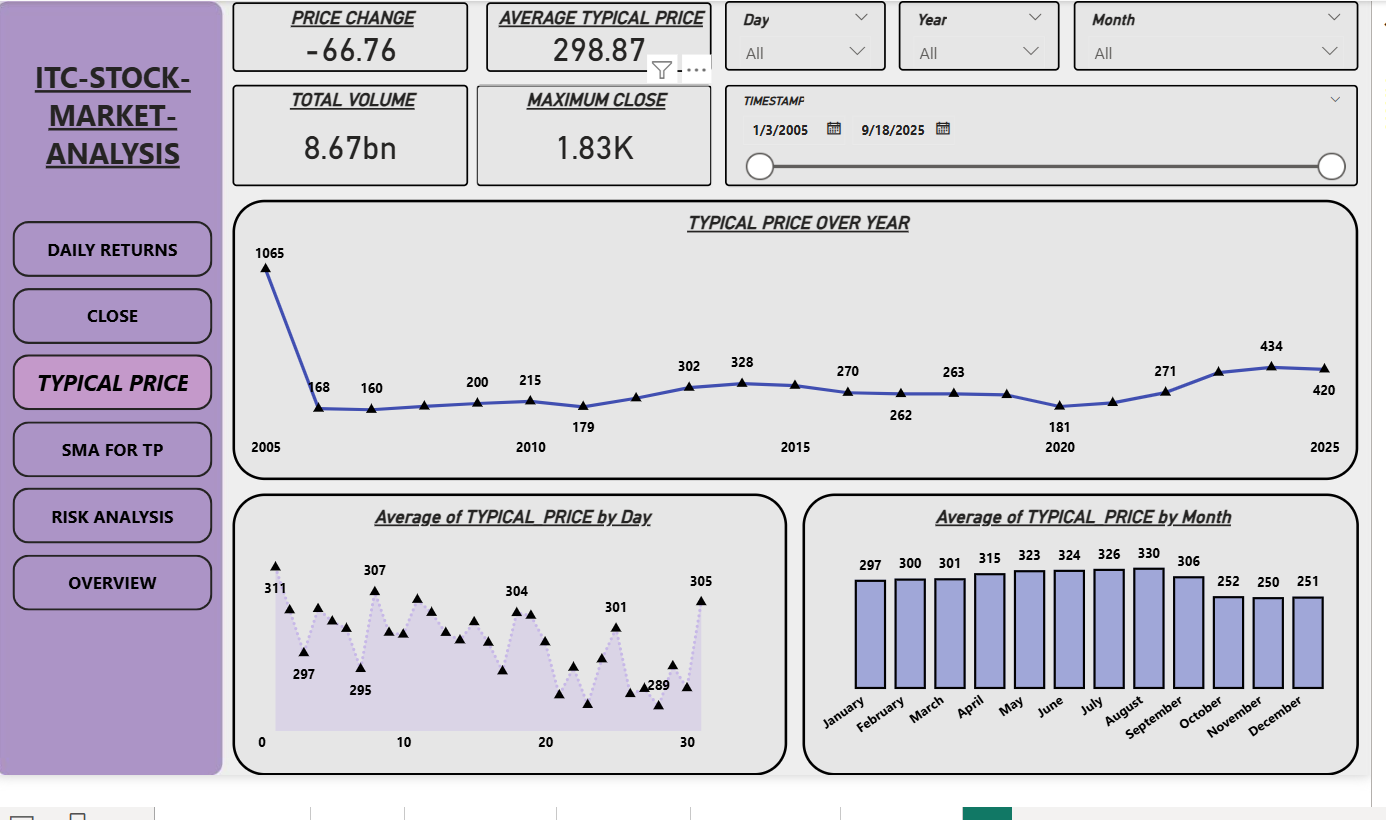 ITC-STOCK-
MARKET-
ANALYSIS
DAILY RETURNS
CLOSE
TYPICAL PRICE
SMA FOR TP
RISK ANALYSIS
OVERVIEW
PRICE CHANGE
-66.76
AVERAGE TYPICAL PRICE
298.87
Day
All
Year
All
Month
All
TOTAL VOLUME
8.67bn
MAXIMUM CLOSE
1.83K
TIMESTAMP
1/3/2005 9/18/2025
TYPICAL PRICE OVER YEAR
1065
168 160 200 215 179 302 328 270 262 263 181 271 434 420
2005 2010 2015 2020 2025
Average of TYPICAL_PRICE by Day
311 297 295 307 304 301 289 305
0 10 20 30
Average of TYPICAL_PRICE by Month
297 300 301 315 323 324 326 330 306 252 250 251
January February March April May June July August September October November December